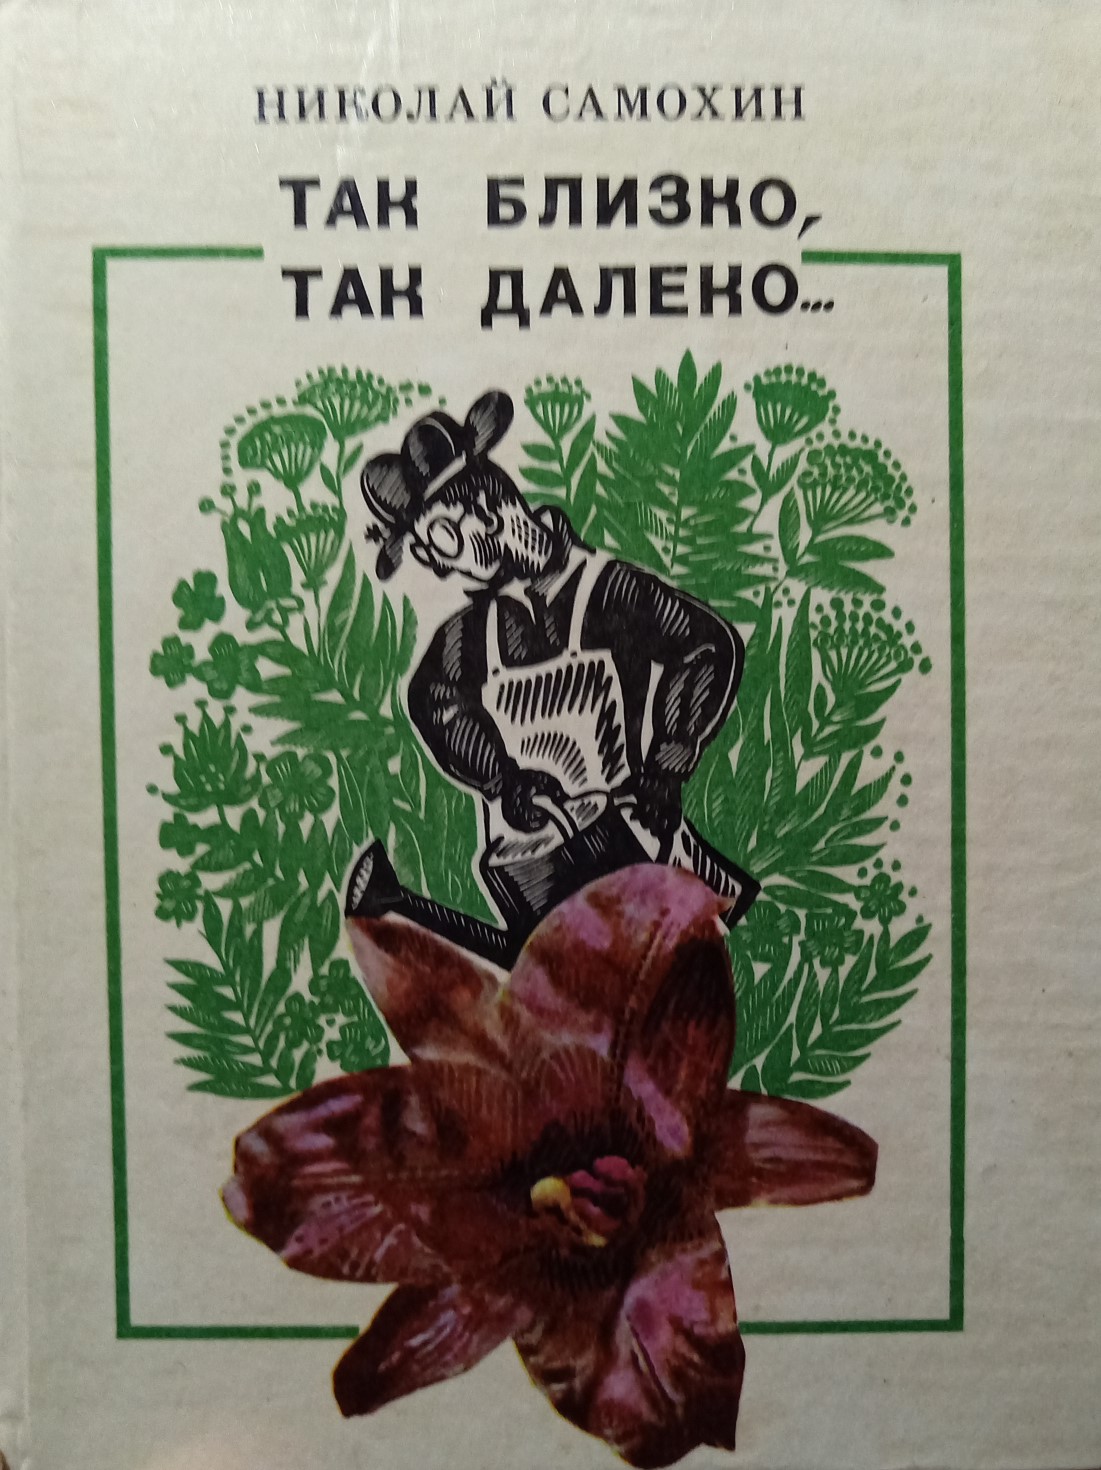 НИКОЛАЙ САМОХИН
ТАК БЛИЗКО,
ТАК ДАЛЕКО...